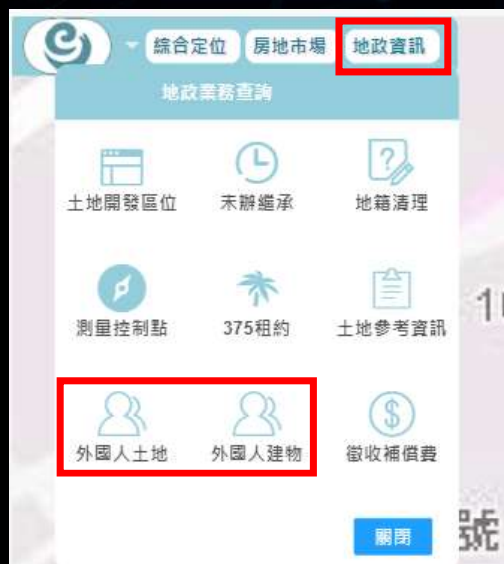 綜合定位 房地市場 地政資訊
地政業務查詢
土地開發區位 未辦繼承 地籍清理
測量控制點 375租約 土地參考資訊
外國人土地 外國人建物 徵收補償費
關閉
號